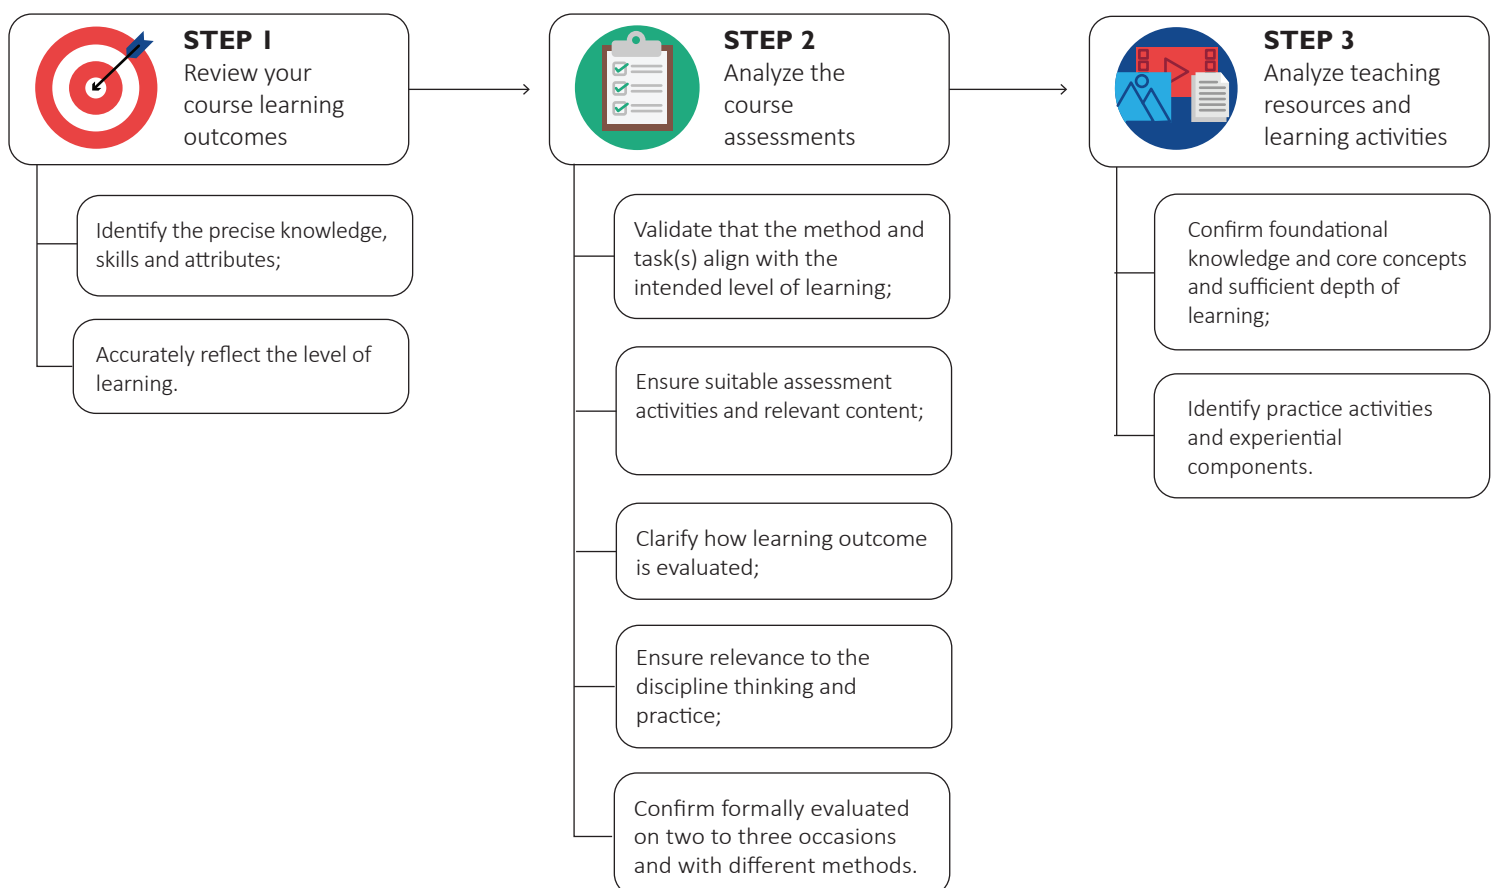 STEP 1
Review your
course learning
outcomes
Identify the precise knowledge,
skills and attributes;
Accurately reflect the level of
learning.
STEP 2
Analyze the
course
assessments
Validate that the method and
task(s) align with the
intended level of learning;
Ensure suitable assessment
activities and relevant content;
Clarify how learning outcome
is evaluated;
Ensure relevance to the
discipline thinking and
practice;
Confirm formally evaluated
on two to three occasions
and with different methods.
STEP 3
Analyze teaching
resources and
learning activities
Confirm foundational
knowledge and core concepts
and sufficient depth of
learning;
Identify practice activities
and experiential
components.